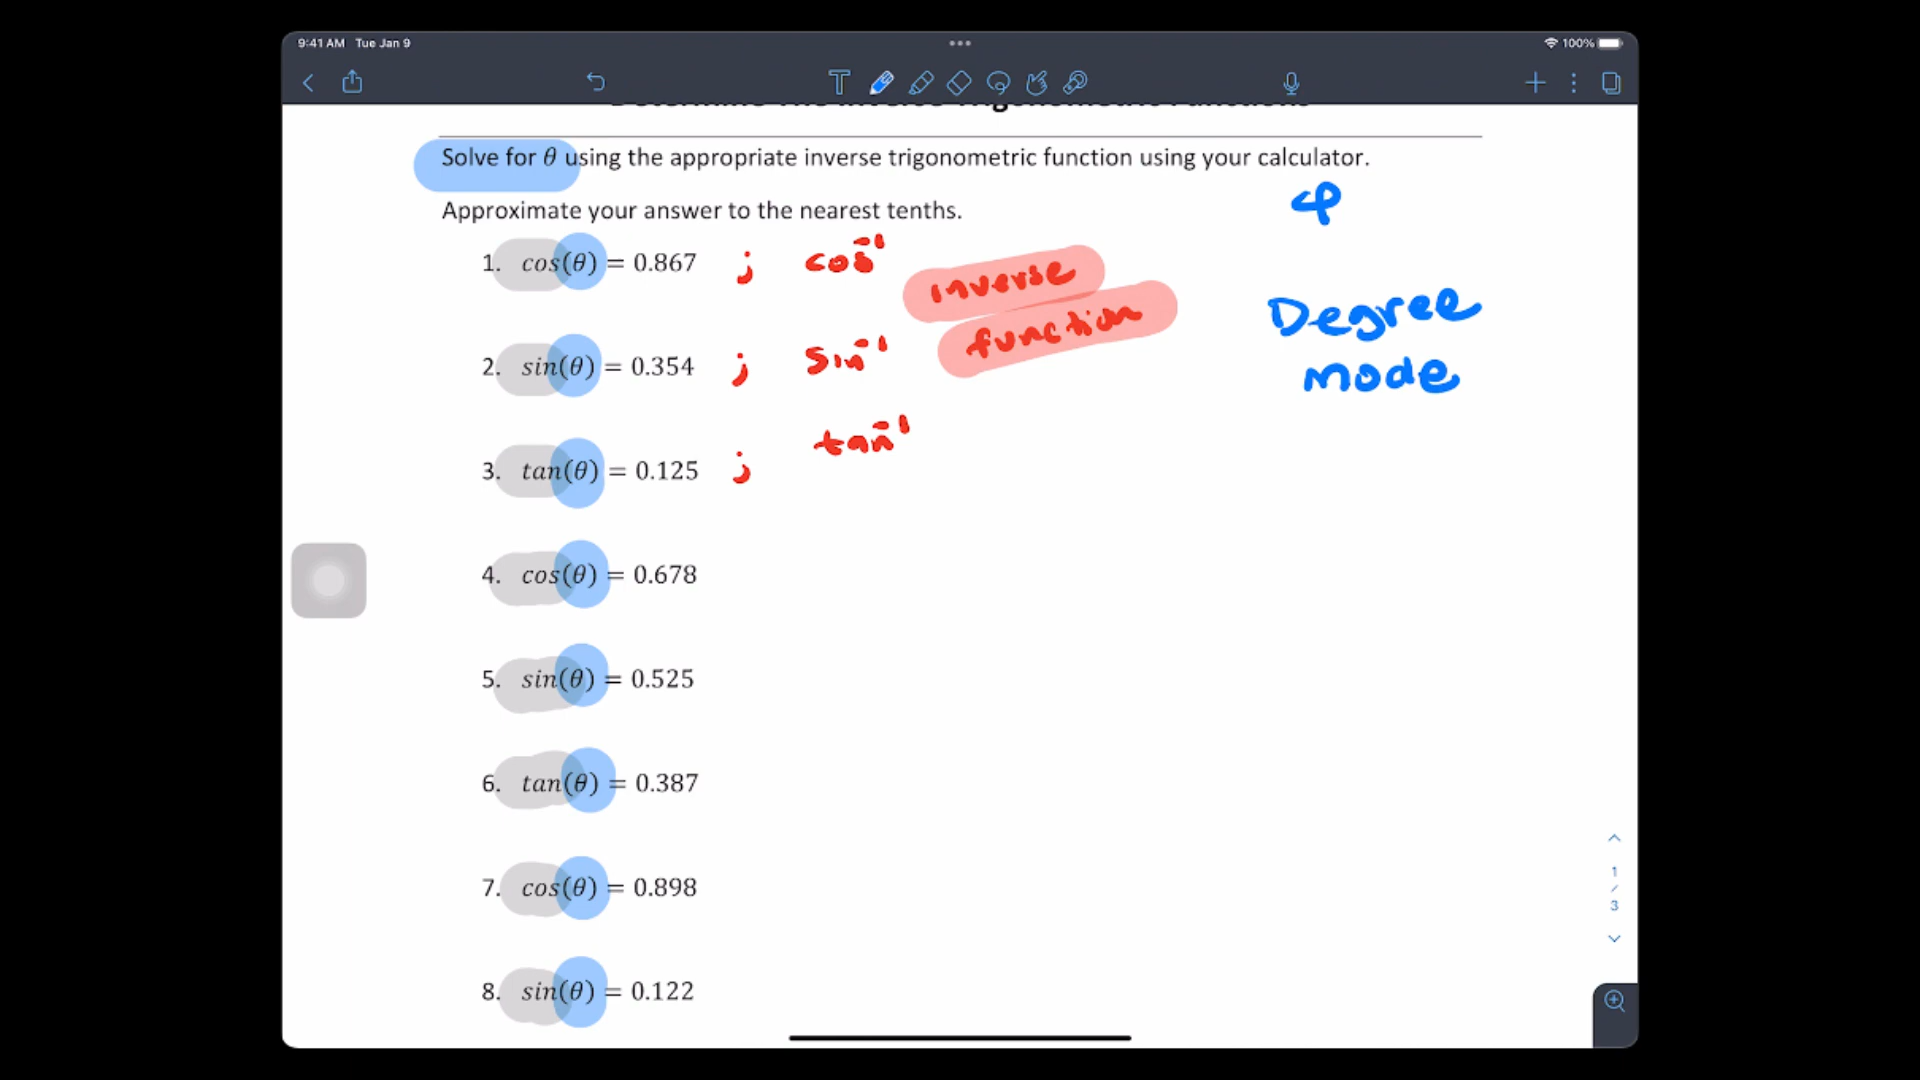 9:41 AM Tue Jan 9
100%
Solve for θ using the appropriate inverse trigonometric function using your calculator.
φ
Approximate your answer to the nearest tenths.
1. cos(θ) = 0.867 ; cos⁻¹
inverse
function
Degree
mode
2. sin(θ) = 0.354 ; sin⁻¹
3. tan(θ) = 0.125 ; tan⁻¹
4. cos(θ) = 0.678
5. sin(θ) = 0.525
6. tan(θ) = 0.387
7. cos(θ) = 0.898
8. sin(θ) = 0.122
1
/
3